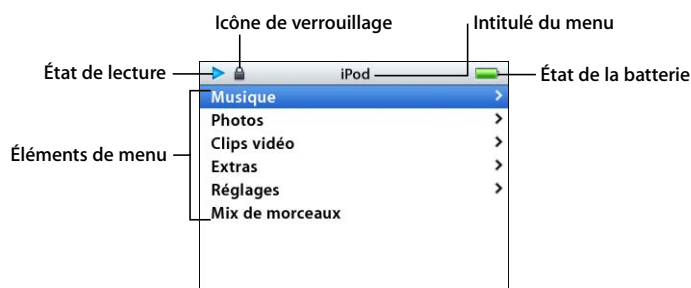 Icône de verrouillage
Intitulé du menu
État de lecture
iPod
État de la batterie
Musique
Photos
Clips vidéo
Éléments de menu
Extras
Réglages
Mix de morceaux